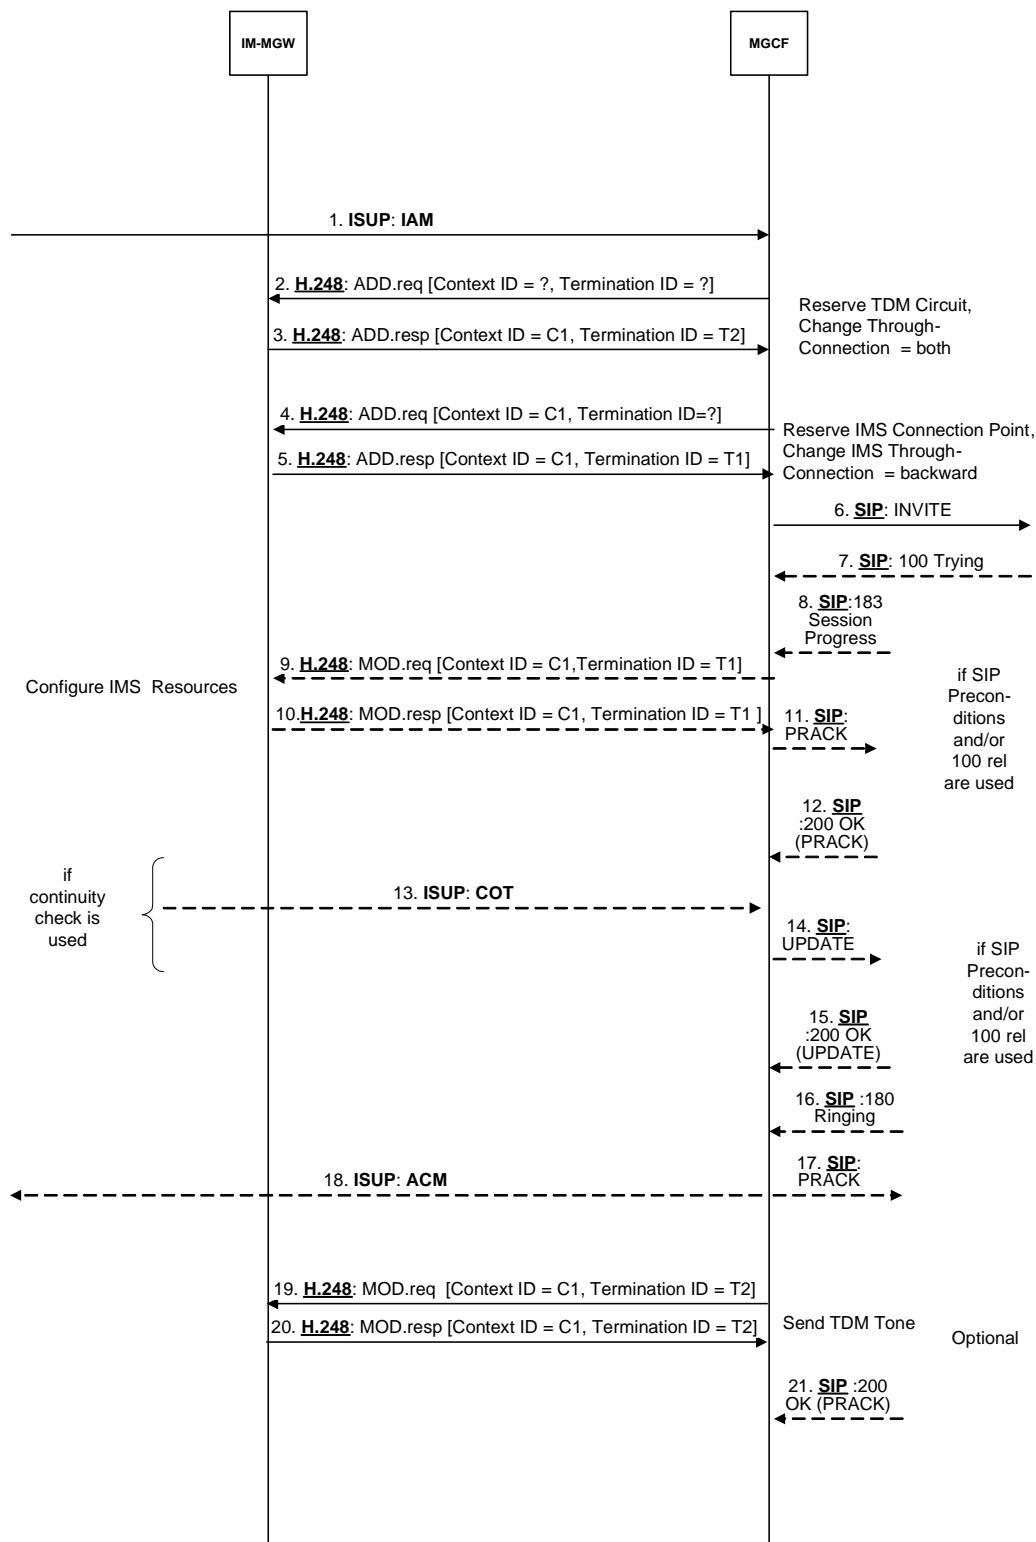 IM-MGW
MGCF
1. ISUP: IAM
2. H.248: ADD.req [Context ID = ?, Termination ID = ?]
Reserve TDM Circuit,
Change Through-
Connection = both
3. H.248: ADD.resp [Context ID = C1, Termination ID = T2]
4. H.248: ADD.req [Context ID = C1, Termination ID=?]
Reserve IMS Connection Point,
Change IMS Through-
Connection = backward
5. H.248: ADD.resp [Context ID = C1, Termination ID = T1]
6. SIP: INVITE
7. SIP: 100 Trying
8. SIP:183
Session
Progress
9. H.248: MOD.req [Context ID = C1,Termination ID = T1]
Configure IMS Resources
10.H.248: MOD.resp [Context ID = C1, Termination ID = T1 ]
11. SIP:
PRACK
if SIP
Precon-
ditions
and/or
100 rel
are used
12. SIP
:200 OK
(PRACK)
if
continuity
check is
used
13. ISUP: COT
14. SIP:
UPDATE
if SIP
Precon-
ditions
and/or
100 rel
are used
15. SIP
:200 OK
(UPDATE)
16. SIP :180
Ringing
17. SIP:
PRACK
18. ISUP: ACM
19. H.248: MOD.req [Context ID = C1, Termination ID = T2]
20. H.248: MOD.resp [Context ID = C1, Termination ID = T2]
Send TDM Tone
Optional
21. SIP :200
OK (PRACK)